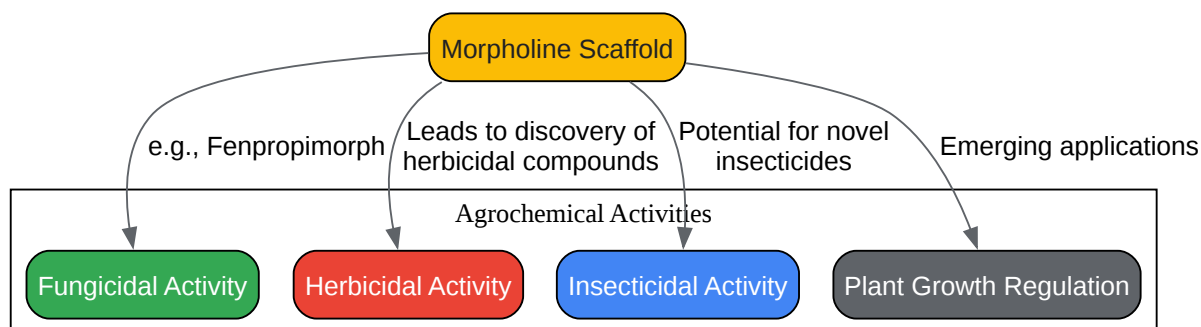 Morpholine Scaffold
e.g., Fenpropimorph
Leads to discovery of
herbicidal compounds
Potential for novel
insecticides
Emerging applications
Agrochemical Activities
Fungicidal Activity
Herbicidal Activity
Insecticidal Activity
Plant Growth Regulation